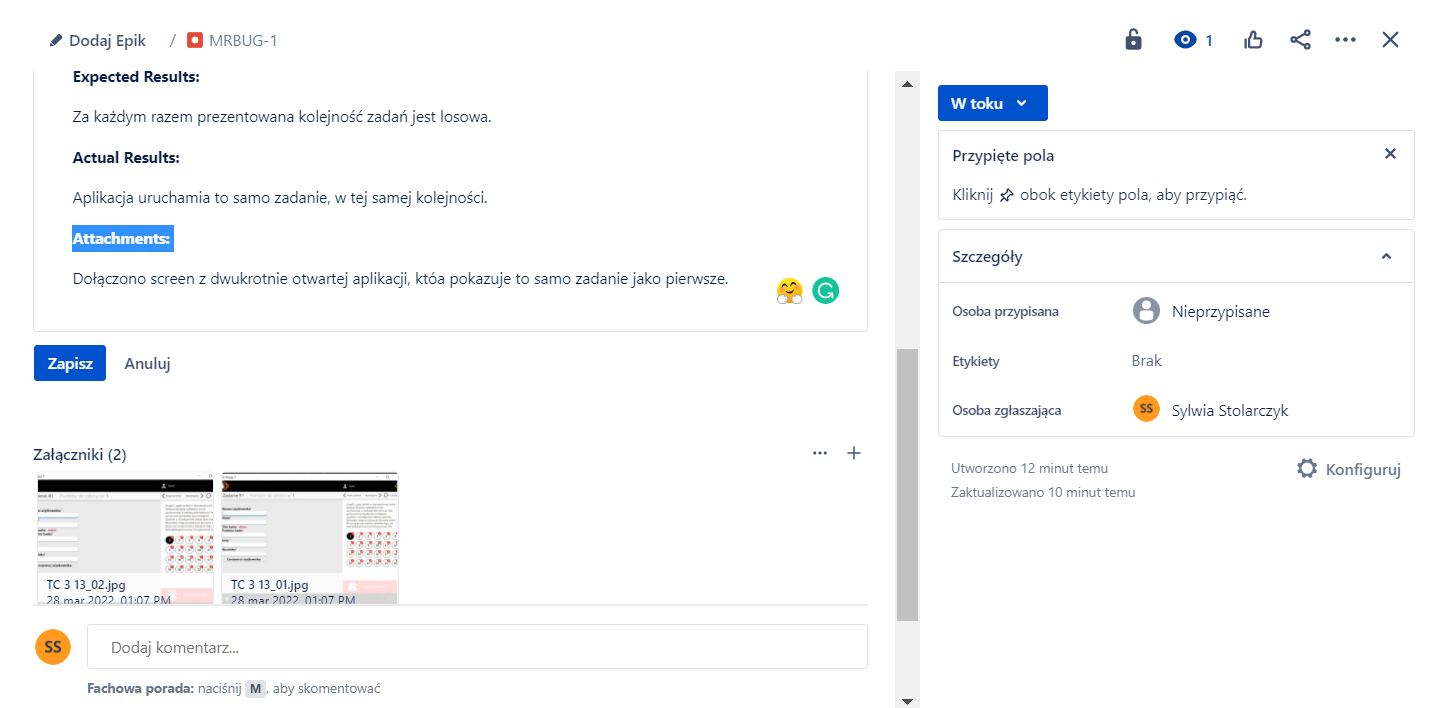 Dodaj Epik / MRBUG-1
1
Expected Results:
Za każdym razem prezentowana kolejność zadań jest losowa.
Actual Results:
Aplikacja uruchamia to samo zadanie, w tej samej kolejności.
Attachments:
Dołączono screen z dwukrotnie otwartej aplikacji, któa pokazuje to samo zadanie jako pierwsze.
Zapisz Anuluj
Załączniki (2)
TC 3 13_02.jpg
28 mar 2022, 01:07 PM
TC 3 13_01.jpg
28 mar 2022, 01:07 PM
SS Dodaj komentarz...
Fachowa porada: naciśnij M, aby skomentować
W toku
Przypięte pola
Kliknij obok etykiety pola, aby przypiąć.
Szczegóły
Osoba przypisana Nieprzypisane
Etykiety Brak
Osoba zgłaszająca SS Sylwia Stolarczyk
Utworzono 12 minut temu
Zaktualizowano 10 minut temu
Konfiguruj